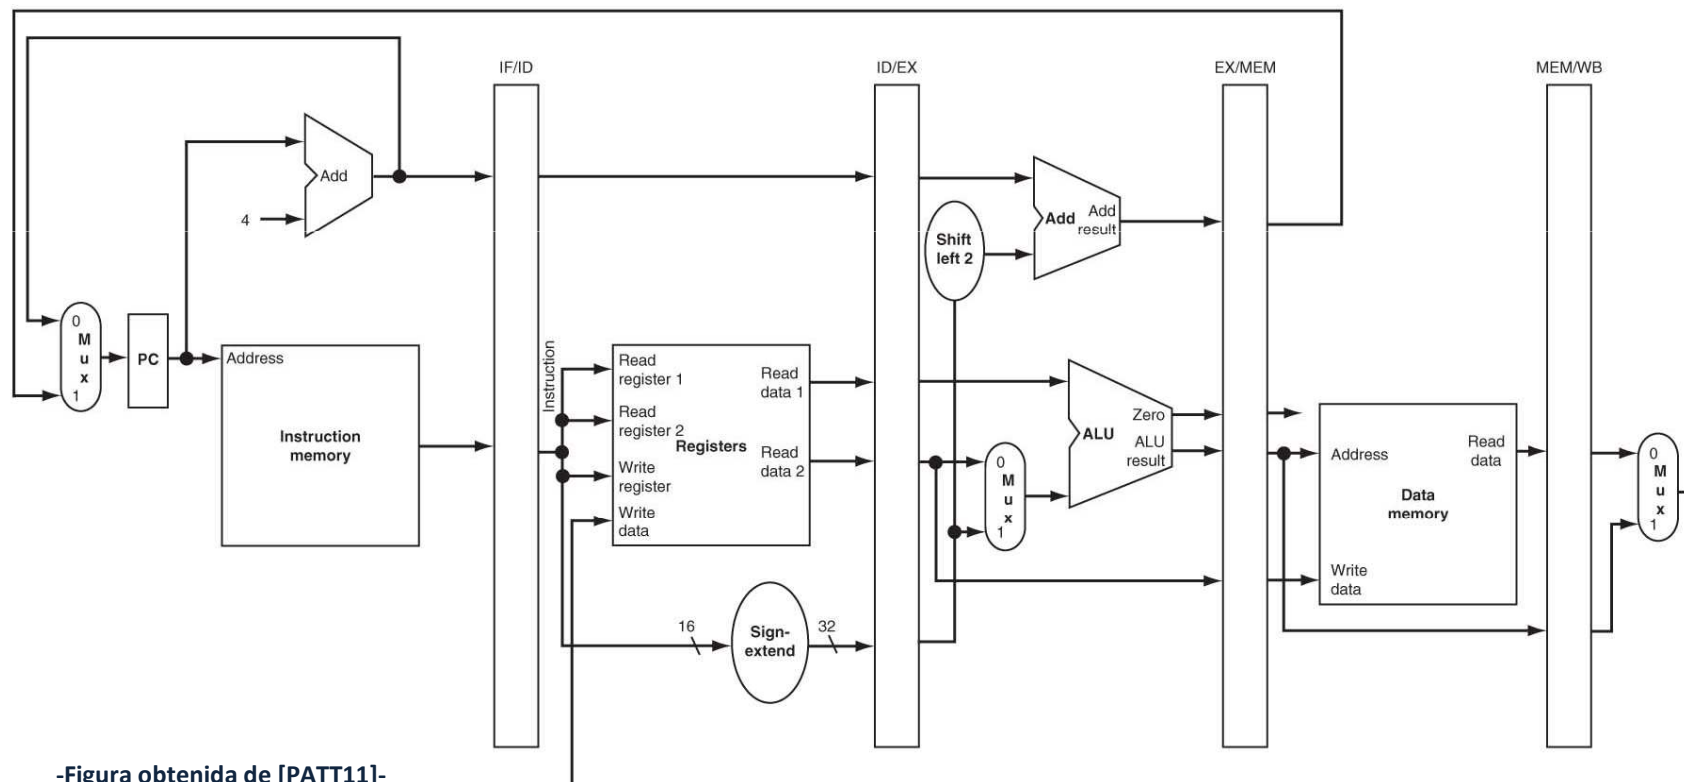 IF/ID
ID/EX
EX/MEM
MEM/WB
Add
4
Shift
left 2
Add
Add
result
0
M
u
x
1
PC
Address
Instruction
memory
Instruction
Read
register 1
Read
register 2
Write
register
Write
data
Registers
Read
data 1
Read
data 2
16
Sign-
extend
32
0
M
u
x
1
Zero
ALU
ALU
result
Address
Read
data
Data
memory
Write
data
0
M
u
x
1
-Figura obtenida de [PATT11]-